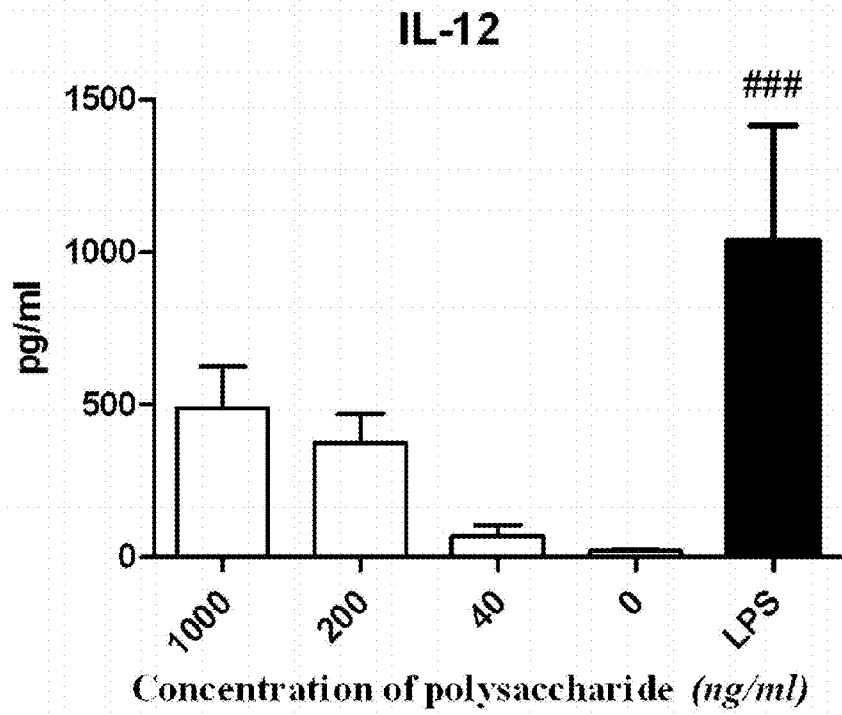 IL-12
###
1500
1000
500
0
pg/ml
1000 200 40 0 LPS
Concentration of polysaccharide (ng/ml)